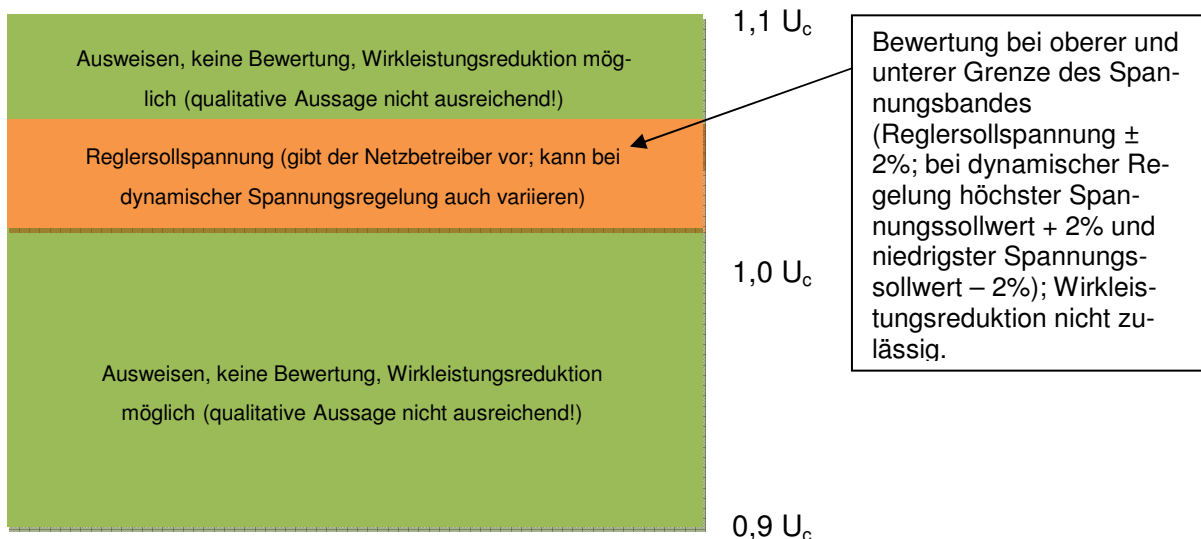 1,1 Uc
Ausweisen, keine Bewertung, Wirkleistungsreduktion mög-
lich (qualitative Aussage nicht ausreichend!)
Reglersollspannung (gibt der Netzbetreiber vor; kann bei
dynamischer Spannungsregelung auch variieren)
1,0 Uc
Ausweisen, keine Bewertung, Wirkleistungsreduktion
möglich (qualitative Aussage nicht ausreichend!)
0,9 Uc
Bewertung bei oberer und
unterer Grenze des Span-
nungsbandes
(Reglersollspannung ±
2%; bei dynamischer Re-
gelung höchster Span-
nungssollwert + 2% und
niedrigster Spannungs-
sollwert – 2%); Wirkleis-
tungsreduktion nicht zu-
lässig.